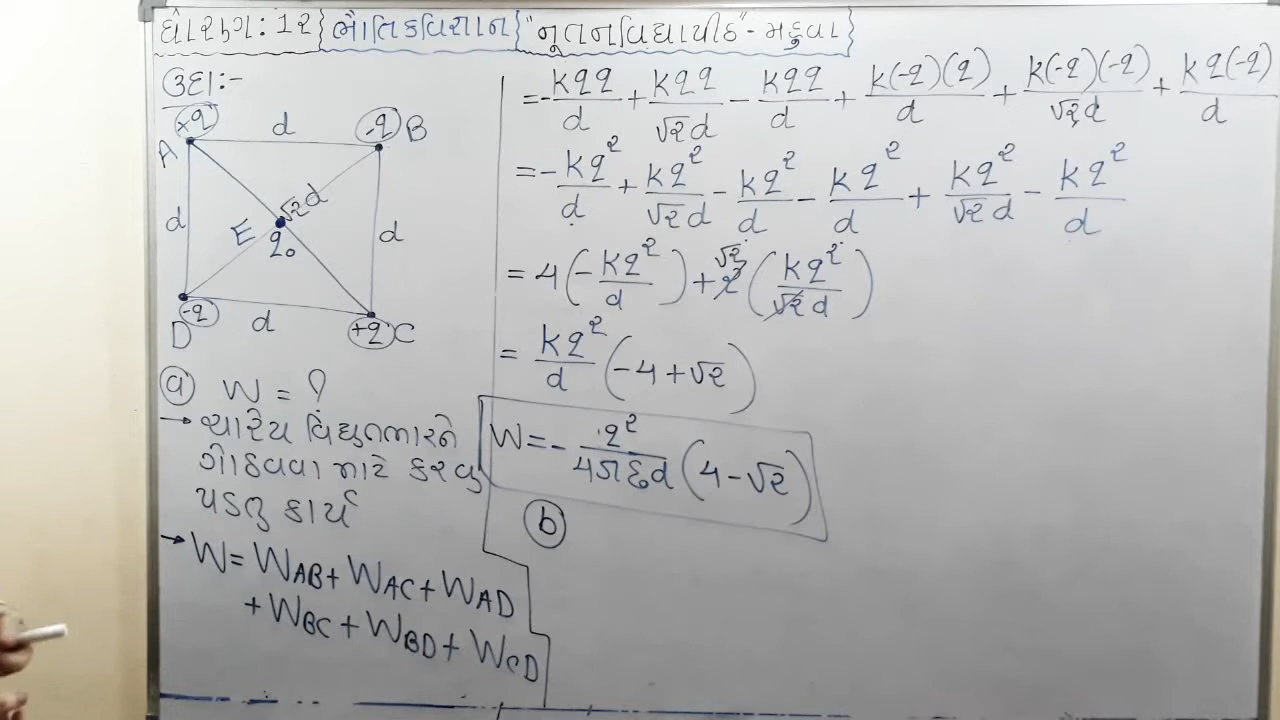 ધોરણ: 12} ભૌતિકવિજ્ઞાન} "નૂતનવિદ્યાપીઠ" - મહુવા}
ઉદા:-
+q d -q B
A
d √2d d
E q₀
-q d +q C
D
(a) W = ?
→ ચારેય વિદ્યુતભારને
ગોઠવવા માટે કરવુ
પડતુ કાર્ય
→ W = W_AB + W_AC + W_AD
+ W_BC + W_BD + W_CD
= -kqq/d + kqq/√2d - kqq/d + k(-q)(q)/d + k(-q)(-q)/√2d + kq(-q)/d
= -kq²/d + kq²/√2d - kq²/d - kq²/d + kq²/√2d - kq²/d
= 4(-kq²/d) + 2 √2 (kq²/√2d)
= kq²/d (-4 + √2)
W = - q²/4πε₀d (4 - √2)
(b)